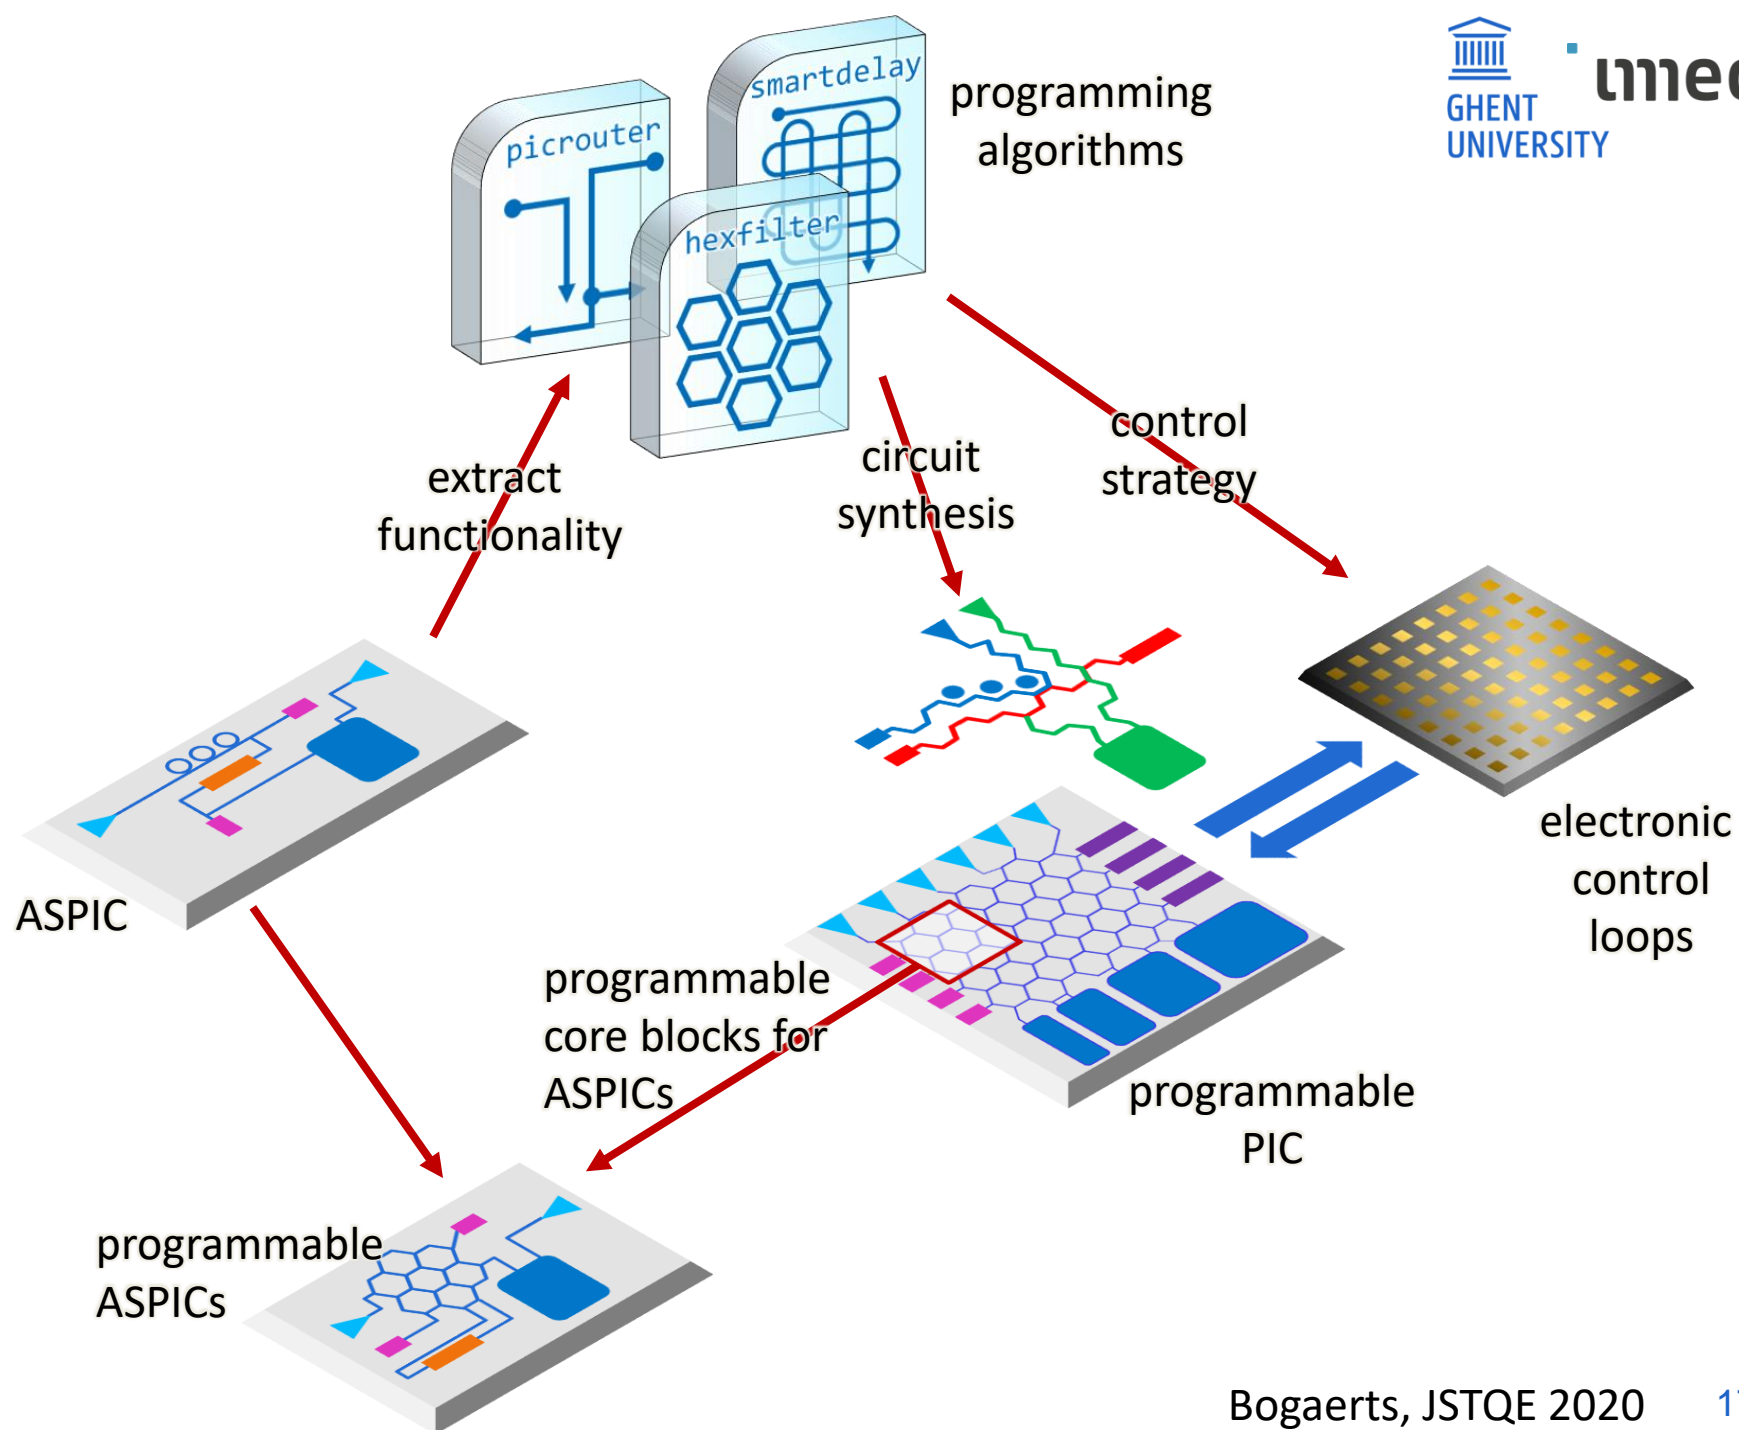 smartdelay
picrouter
hexfilter
programming
algorithms
GHENT
UNIVERSITY
extract
functionality
circuit
synthesis
control
strategy
electronic
control
loops
ASPIC
programmable
core blocks for
ASPICs
programmable
PIC
programmable
ASPICs
Bogaerts, JSTQE 2020